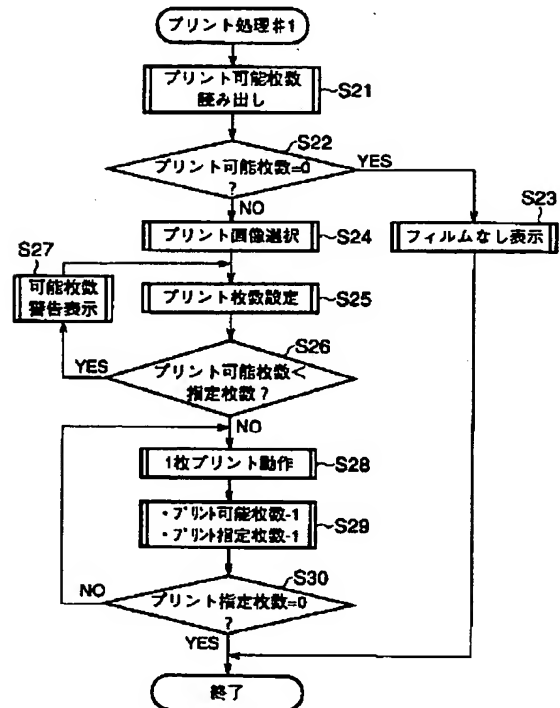 プリント処理#1
プリント可能枚数
読み出し
S21
S22
プリント可能枚数=0
?
YES
NO
S23
フィルムなし表示
プリント画像選択
S24
S27
可能枚数
警告表示
プリント枚数設定
S25
S26
YES
プリント可能枚数<
指定枚数?
NO
1枚プリント動作
S28
・プリント可能枚数-1
・プリント指定枚数-1
S29
S30
NO
プリント指定枚数=0
?
YES
終了